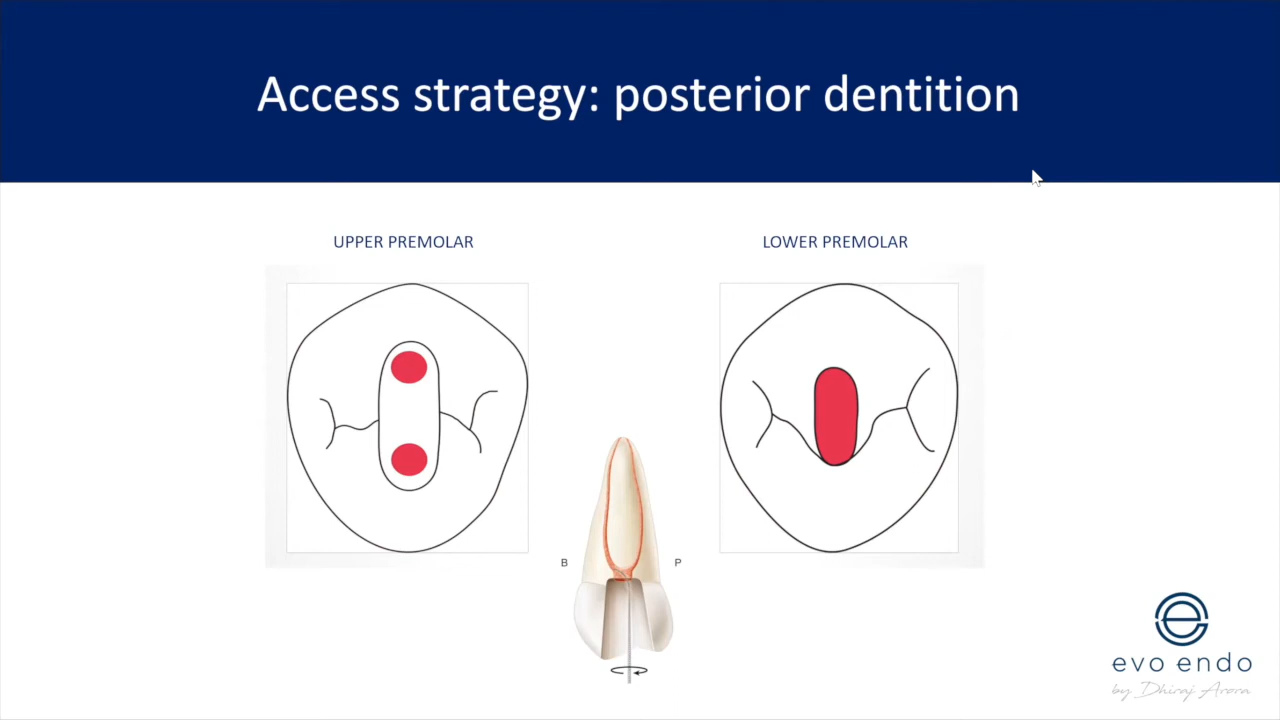 Access strategy: posterior dentition
UPPER PREMOLAR
LOWER PREMOLAR
B
P
evo endo
by Dhiraj Arora